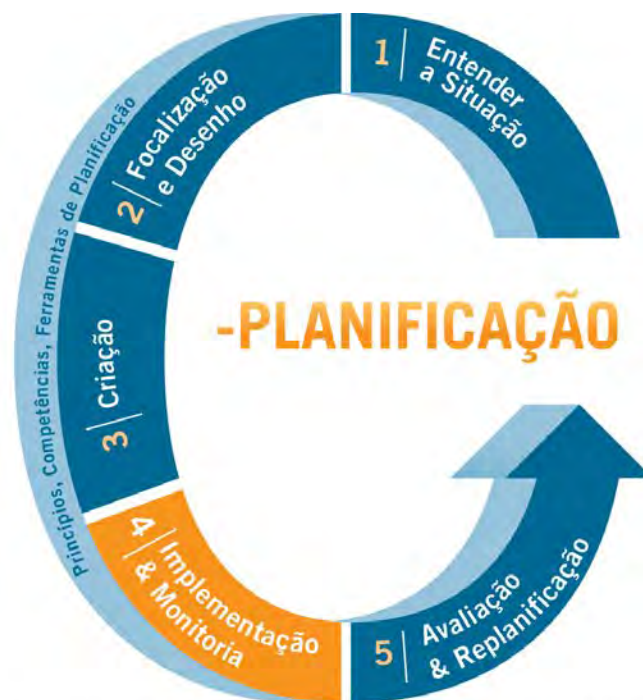 1 Entender
a Situação
2 Focalização
e Desenho
3 Criação
4 Implementação
& Monitoria
5 Avaliação
& Replanificação
-PLANIFICAÇÃO
Princípios, Competências, Ferramentas de Planificação